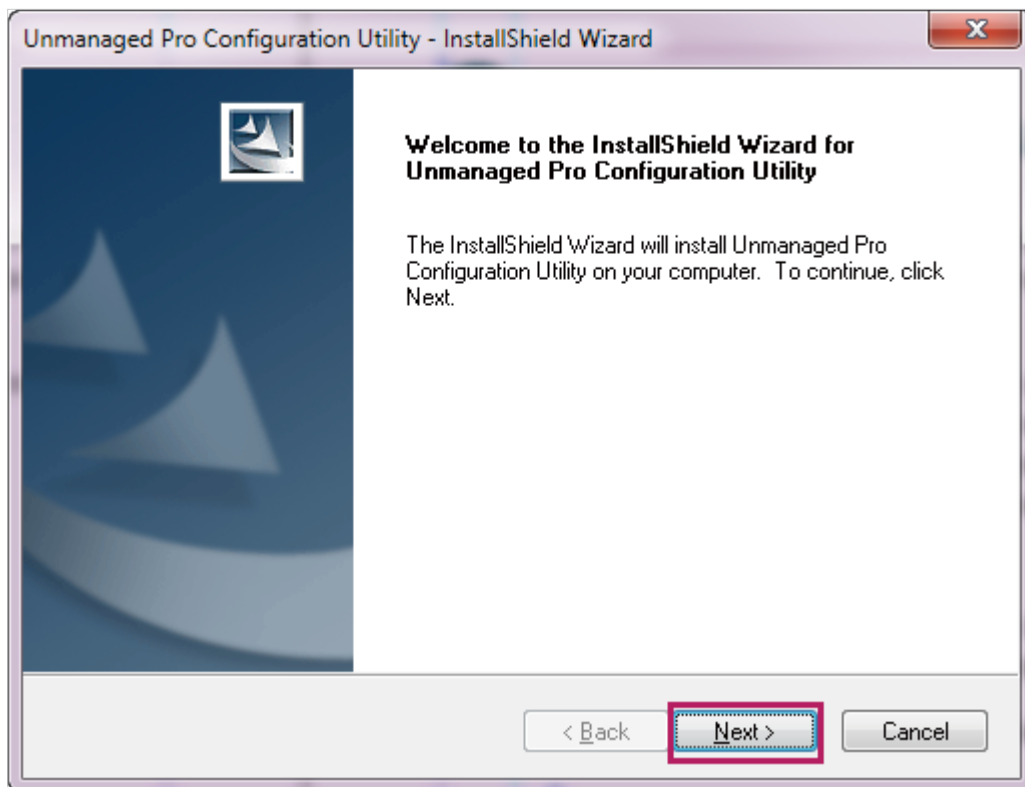 Unmanaged Pro Configuration Utility - InstallShield Wizard
Welcome to the InstallShield Wizard for
Unmanaged Pro Configuration Utility
The InstallShield Wizard will install Unmanaged Pro
Configuration Utility on your computer.  To continue, click
Next.
< Back
Next >
Cancel